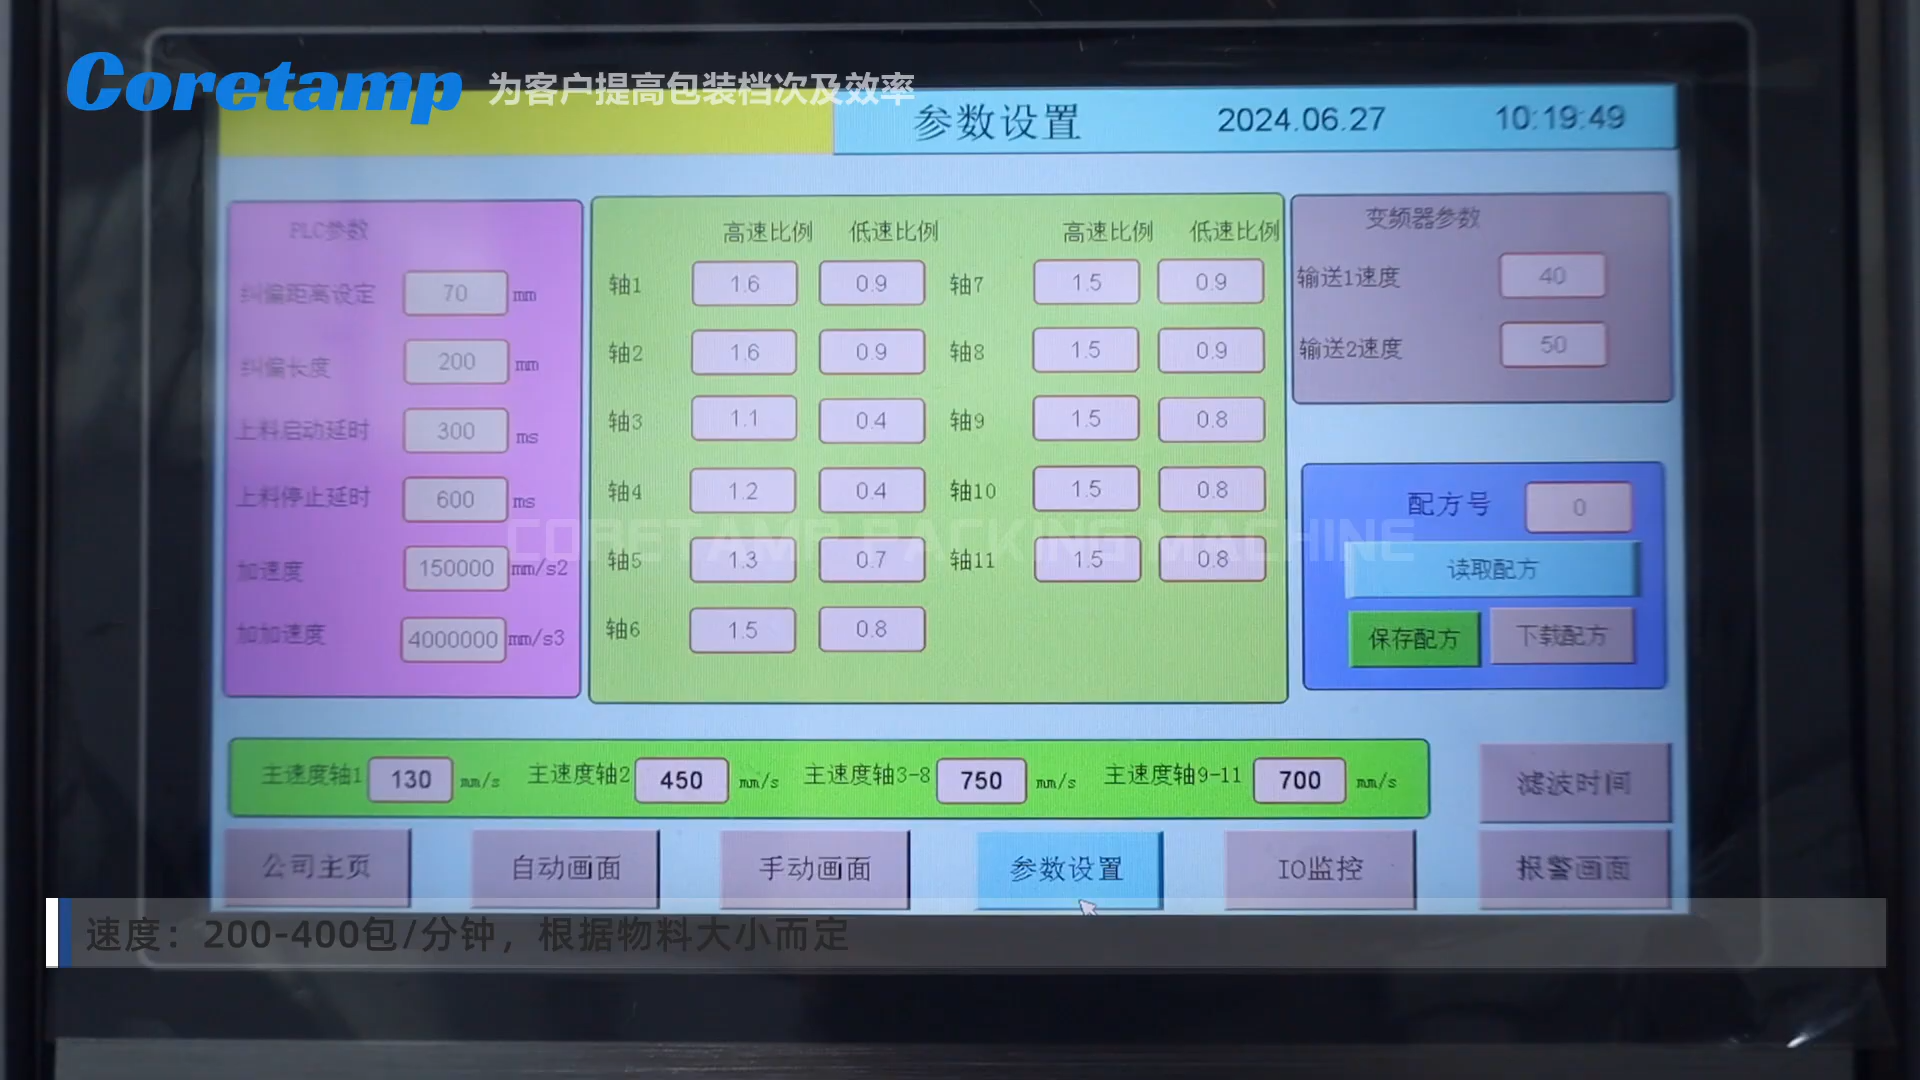 Coretamp 为客户提高包装档次及效率
参数设置 2024.06.27 10:19:49
PLC参数
纠偏距离设定 70 mm
纠偏长度 200 mm
上料启动延时 300 ms
上料停止延时 600 ms
加速度 150000 mm/s2
加加速度 4000000 mm/s3
高速比例 低速比例 高速比例 低速比例
轴1 1.6 0.9 轴7 1.5 0.9
轴2 1.6 0.9 轴8 1.5 0.9
轴3 1.1 0.4 轴9 1.5 0.8
轴4 1.2 0.4 轴10 1.5 0.8
轴5 1.3 0.7 轴11 1.5 0.8
轴6 1.5 0.8
变频器参数
输送1速度 40
输送2速度 50
配方号 0
读取配方
保存配方 下载配方
CORETAMP PACKING MACHINE
主速度轴1 130 mm/s 主速度轴2 450 mm/s 主速度轴3-8 750 mm/s 主速度轴9-11 700 mm/s
滤波时间
公司主页 自动画面 手动画面 参数设置 IO监控 报警画面
速度：200-400包/分钟，根据物料大小而定